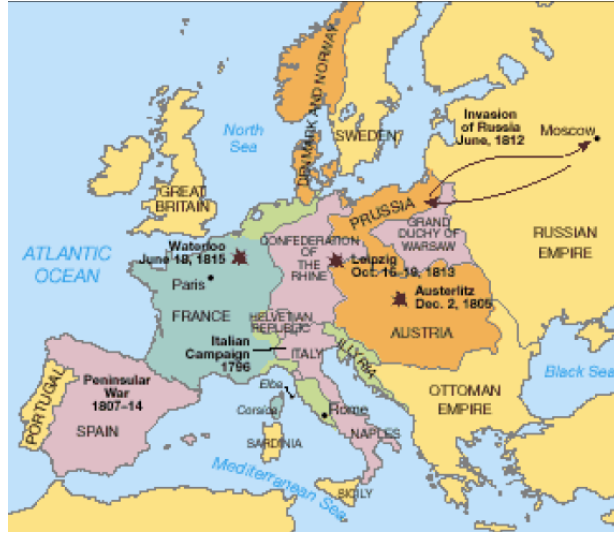 DENMARK AND NORWAY
North
Sea
SWEDEN
Invasion
of Russia
June, 1812
Moscow
GREAT
BRITAIN
PRUSSIA
GRAND
DUCHY OF
WARSAW
RUSSIAN
EMPIRE
ATLANTIC
OCEAN
Waterloo
June 18, 1815
CONFEDERATION
OF
THE
RHINE
Leipzig
Oct. 16-19, 1813
Paris
Austerlitz
Dec. 2, 1805
FRANCE
HELVETIAN
REPUBLIC
AUSTRIA
Italian
Campaign
1796
ITALY
ILLYRIA
Black Sea
PORTUGAL
Peninsular
War
1807–14
SPAIN
Elba
Corsica
Rome
OTTOMAN
EMPIRE
NAPLES
SARDINIA
Mediterranean Sea
SICILY